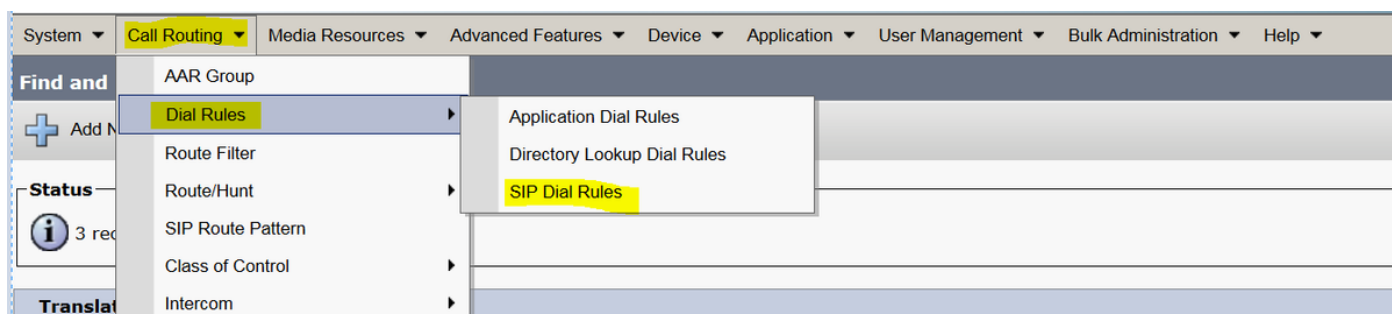 System Call Routing Media Resources Advanced Features Device Application User Management Bulk Administration Help
AAR Group
Find and
Dial Rules
Application Dial Rules
Add
Route Filter
Directory Lookup Dial Rules
Status
Route/Hunt
SIP Dial Rules
3
SIP Route Pattern
Class of Control
Intercom